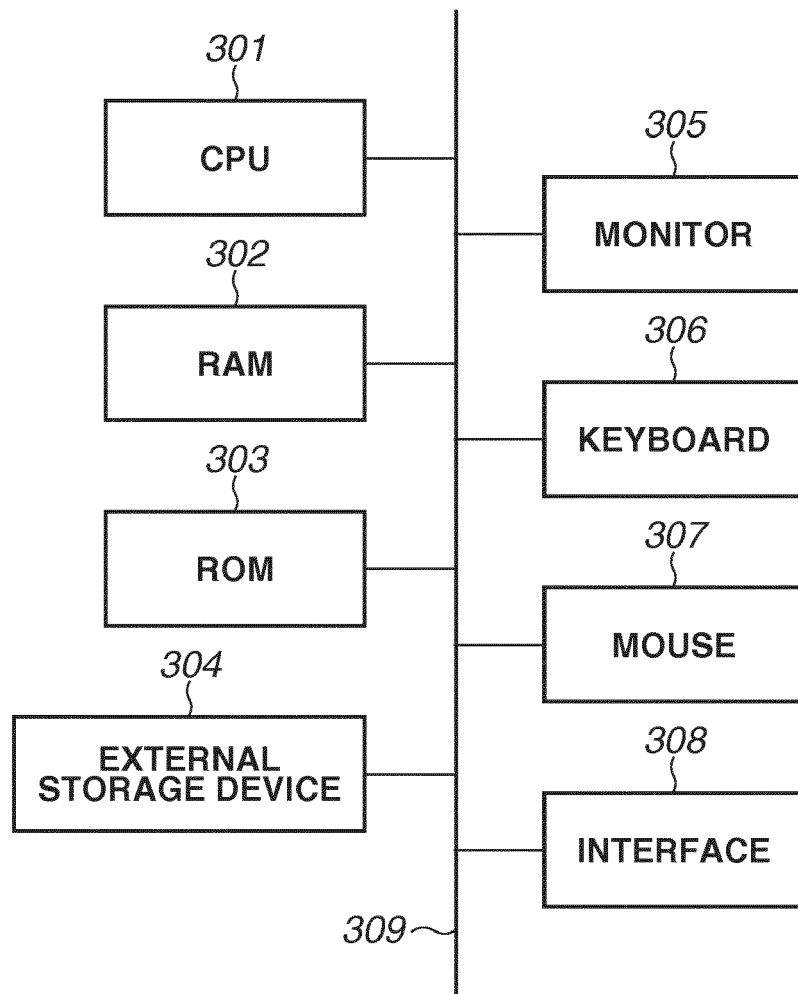 301
CPU
302
RAM
303
ROM
304
EXTERNAL
STORAGE DEVICE
305
MONITOR
306
KEYBOARD
307
MOUSE
308
INTERFACE
309